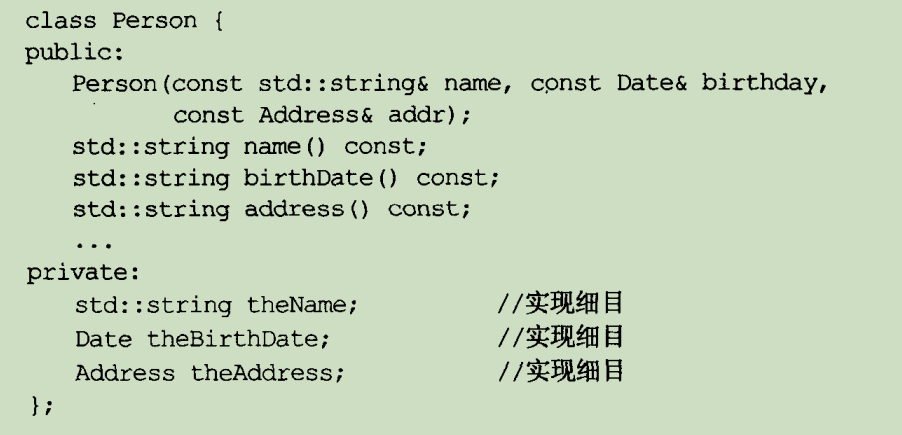 class Person {
public:
    Person(const std::string& name, const Date& birthday,
           const Address& addr);
    std::string name() const;
    std::string birthDate() const;
    std::string address() const;
    ...
private:
    std::string theName;          //实现细目
    Date theBirthDate;            //实现细目
    Address theAddress;           //实现细目
};